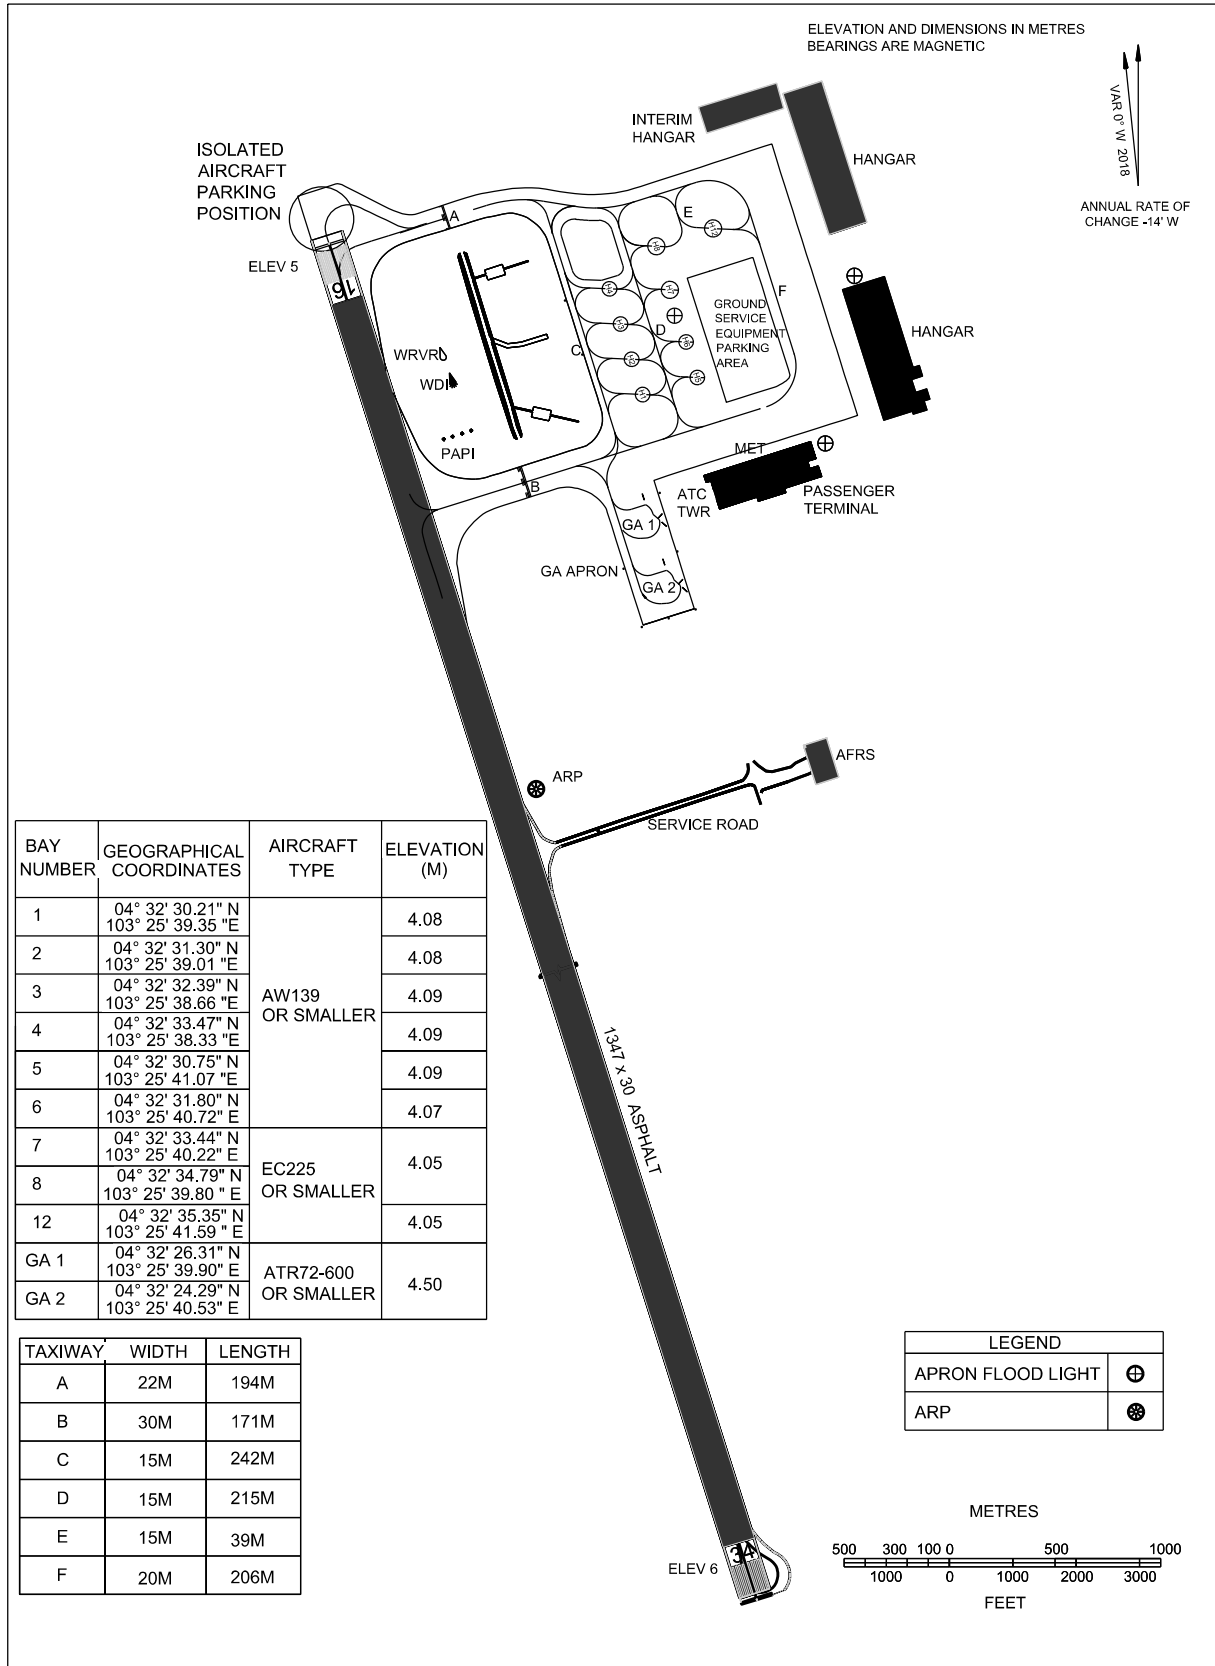 ELEVATION AND DIMENSIONS IN METRES
BEARINGS ARE MAGNETIC
VAR 0° W 2018
ANNUAL RATE OF
CHANGE -14' W
INTERIM
HANGAR
HANGAR
ISOLATED
AIRCRAFT
PARKING
POSITION
A
E
ELEV 5
16
F
HANGAR
GROUND
SERVICE
EQUIPMENT
PARKING
AREA
D
C
WRVR
WDI
PAPI
MET
B
ATC
TWR
PASSENGER
TERMINAL
GA 1
GA APRON
GA 2
ARP
AFRS
SERVICE ROAD
1347 x 30 ASPHALT
BAY NUMBER GEOGRAPHICAL COORDINATES AIRCRAFT TYPE ELEVATION (M)
1 04° 32' 30.21" N 103° 25' 39.35 "E 4.08
2 04° 32' 31.30" N 103° 25' 39.01 "E 4.08
3 04° 32' 32.39" N 103° 25' 38.66 "E 4.09
AW139
OR SMALLER
4 04° 32' 33.47" N 103° 25' 38.33 "E 4.09
5 04° 32' 30.75" N 103° 25' 41.07 "E 4.09
6 04° 32' 31.80" N 103° 25' 40.72" E 4.07
7 04° 32' 33.44" N 103° 25' 40.22" E 4.05
EC225
OR SMALLER
8 04° 32' 34.79" N 103° 25' 39.80 " E
12 04° 32' 35.35" N 103° 25' 41.59 " E 4.05
GA 1 04° 32' 26.31" N 103° 25' 39.90" E
ATR72-600
OR SMALLER
4.50
GA 2 04° 32' 24.29" N 103° 25' 40.53" E
TAXIWAY WIDTH LENGTH
A 22M 194M
B 30M 171M
C 15M 242M
D 15M 215M
E 15M 39M
F 20M 206M
LEGEND
APRON FLOOD LIGHT
ARP
34
ELEV 6
METRES
500 300 100 0 500 1000
1000 0 1000 2000 3000
FEET